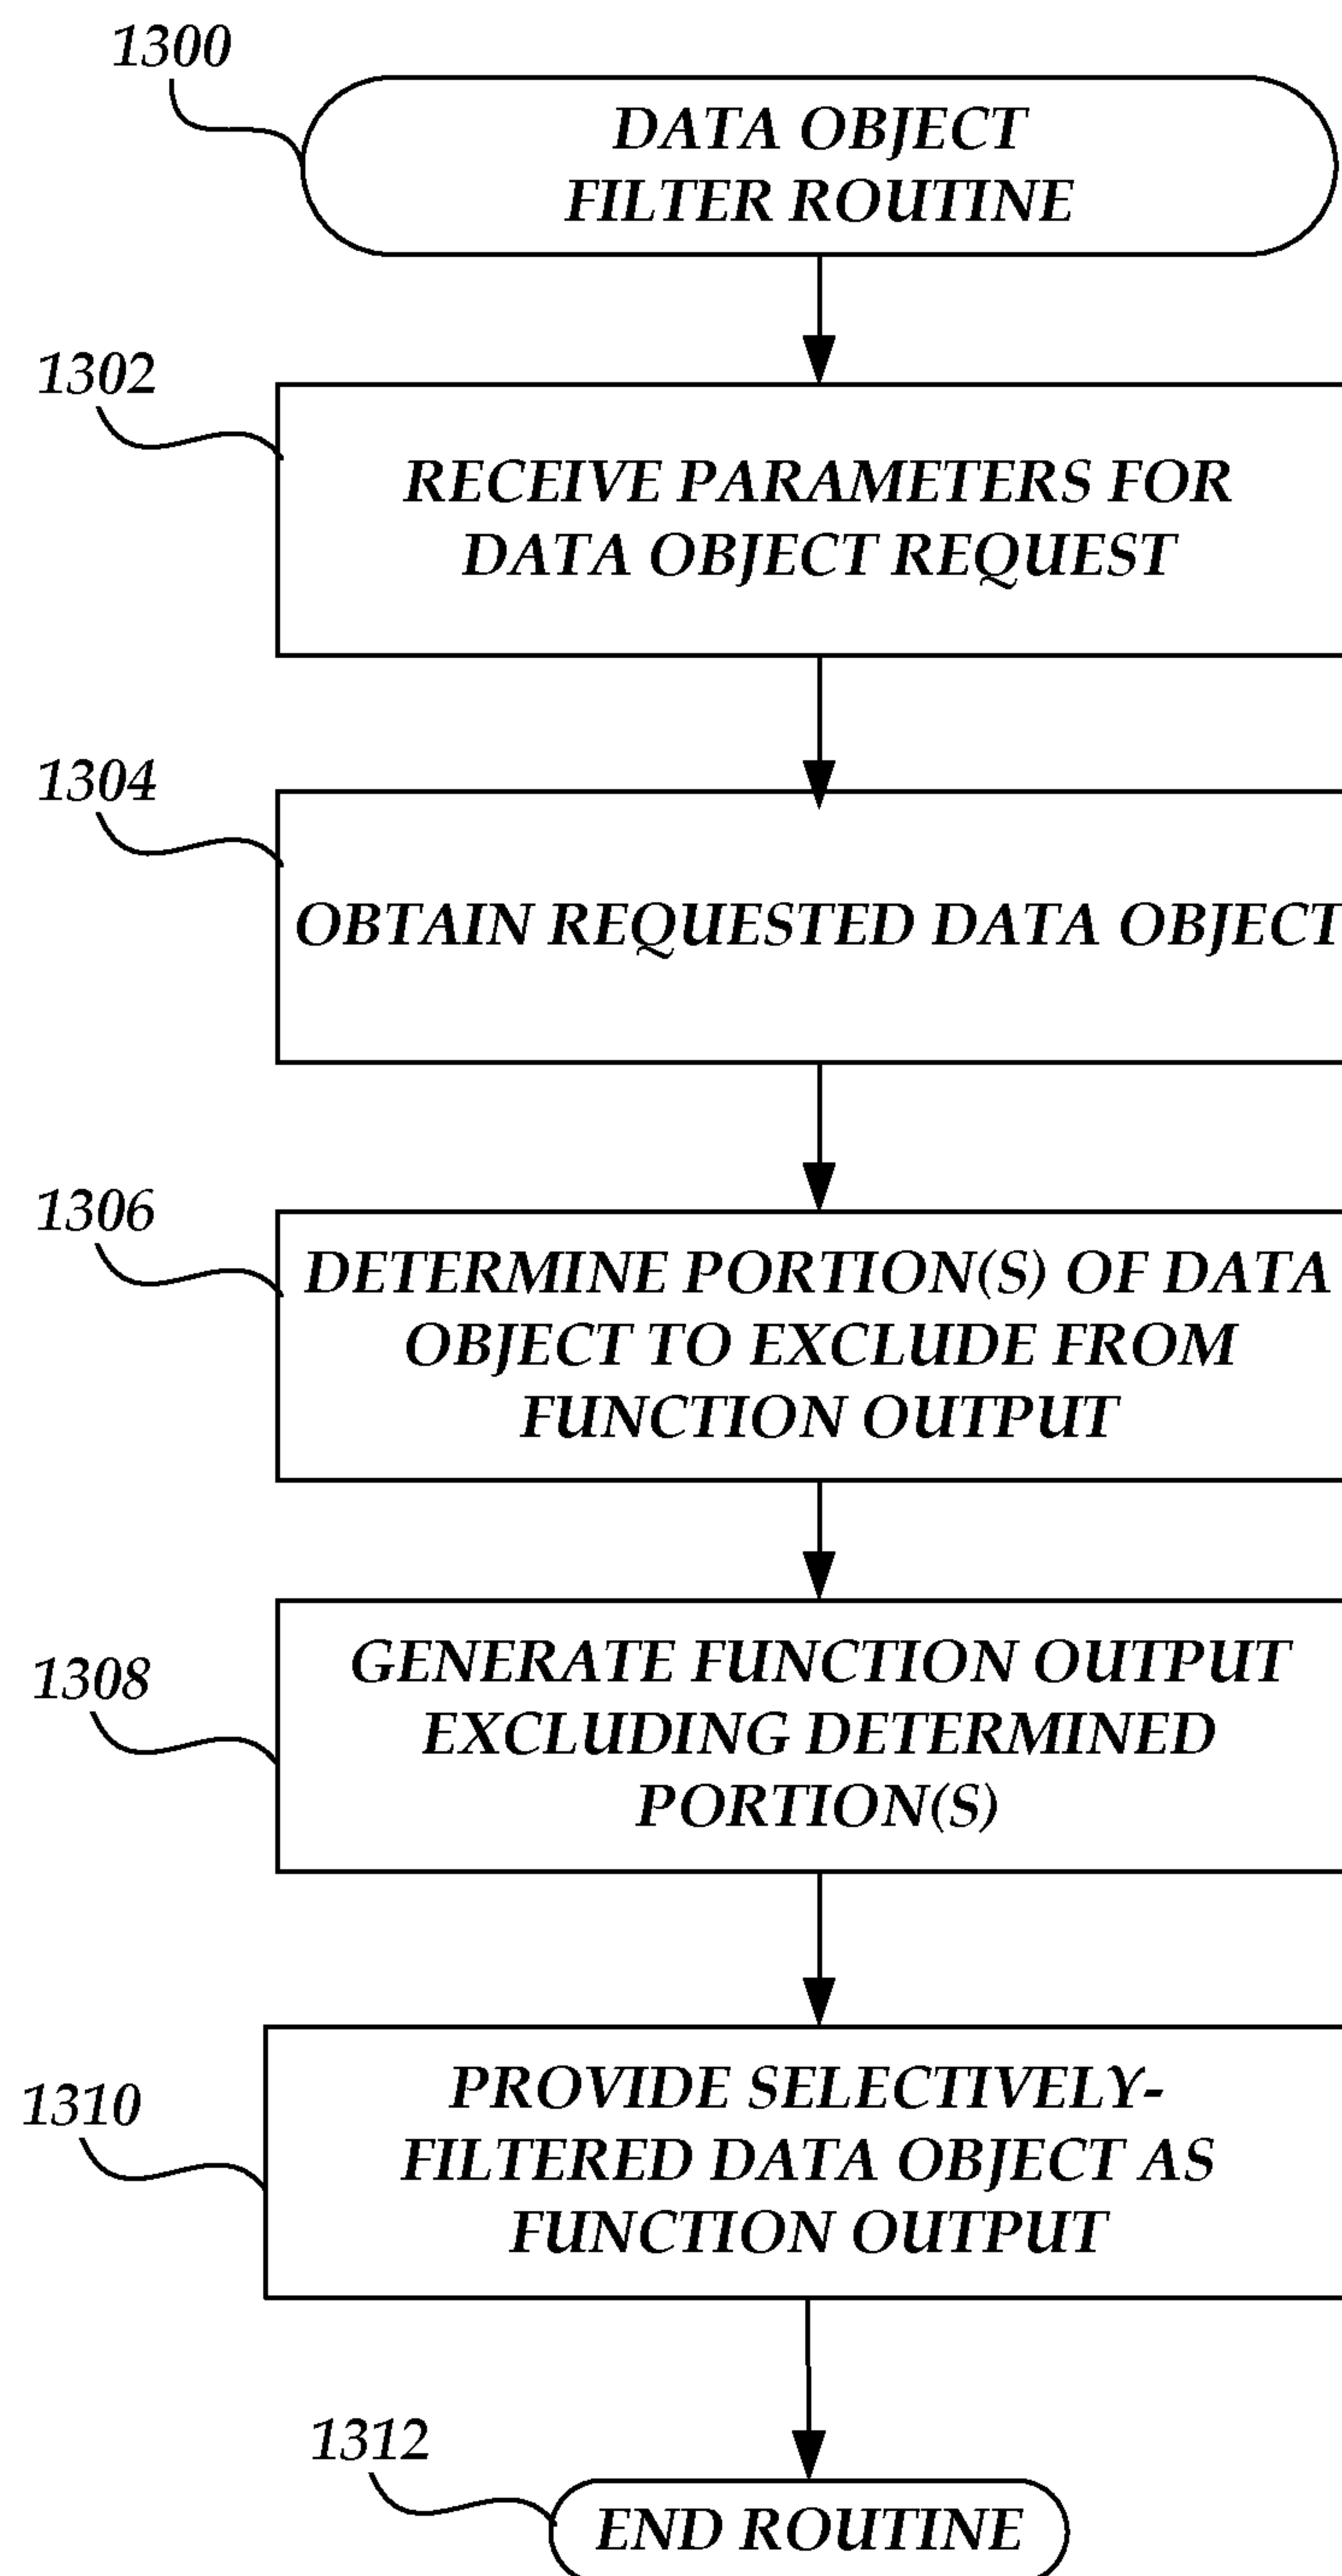 1300
DATA OBJECT
FILTER ROUTINE
1302
RECEIVE PARAMETERS FOR
DATA OBJECT REQUEST
1304
OBTAIN REQUESTED DATA OBJECT
1306
DETERMINE PORTION(S) OF DATA
OBJECT TO EXCLUDE FROM
FUNCTION OUTPUT
1308
GENERATE FUNCTION OUTPUT
EXCLUDING DETERMINED
PORTION(S)
1310
PROVIDE SELECTIVELY-
FILTERED DATA OBJECT AS
FUNCTION OUTPUT
1312
END ROUTINE